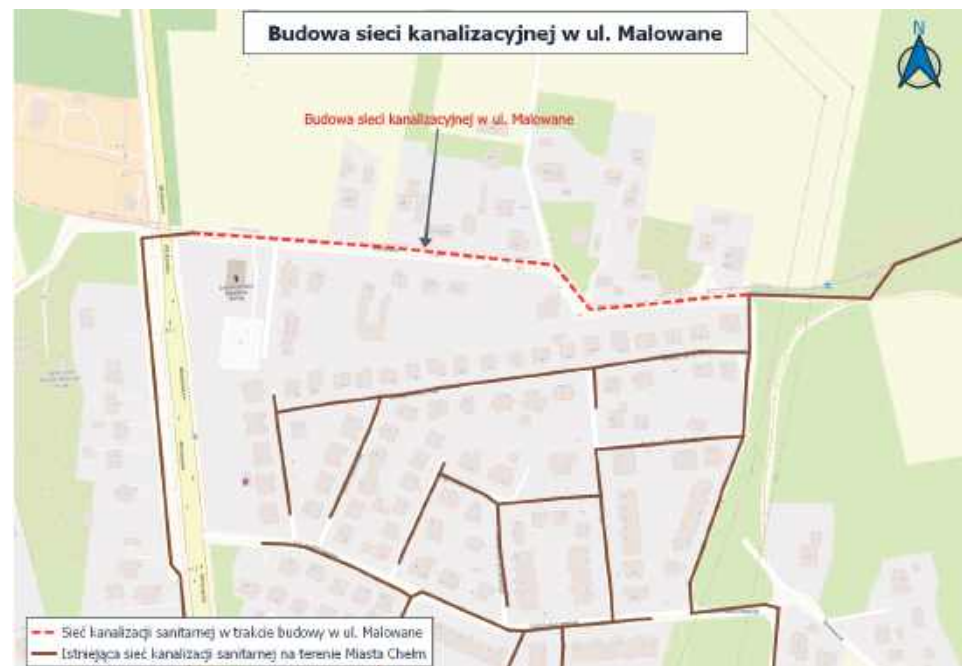 Budowa sieci kanalizacyjnej w ul. Malowane
N
Budowa sieci kanalizacyjnej w ul. Malowane
Sieć kanalizacji sanitarnej w trakcie budowy w ul. Malowane
Istniejąca sieć kanalizacji sanitarnej na terenie Miasta Chełm